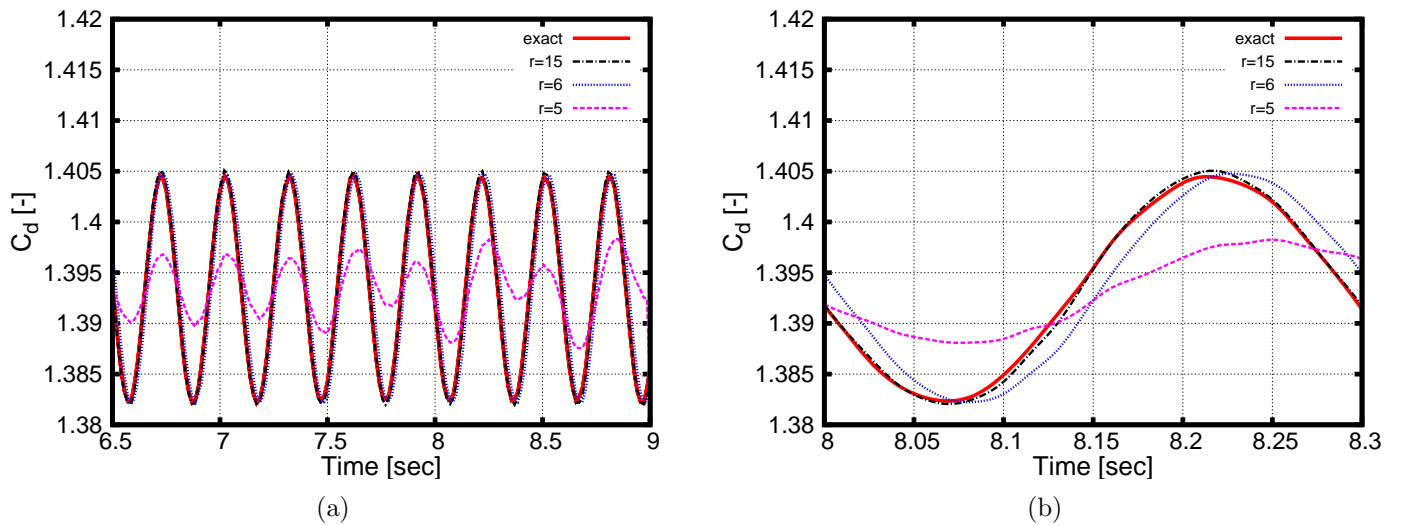 1.42
1.415
1.41
1.405
1.4
1.395
1.39
1.385
1.38
C_d [-]
6.5 7 7.5 8 8.5 9
Time [sec]
exact
r=15
r=6
r=5
(a)
1.42
1.415
1.41
1.405
1.4
1.395
1.39
1.385
1.38
C_d [-]
8 8.05 8.1 8.15 8.2 8.25 8.3
Time [sec]
exact
r=15
r=6
r=5
(b)